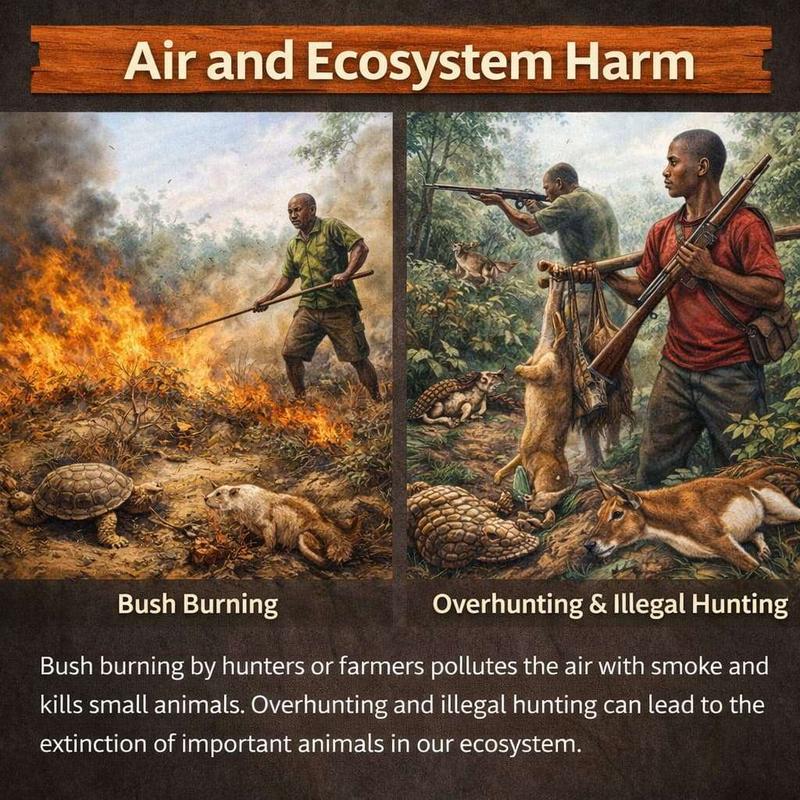 Air and Ecosystem Harm
Bush Burning
Overhunting & Illegal Hunting
Bush burning by hunters or farmers pollutes the air with smoke and
kills small animals. Overhunting and illegal hunting can lead to the
extinction of important animals in our ecosystem.